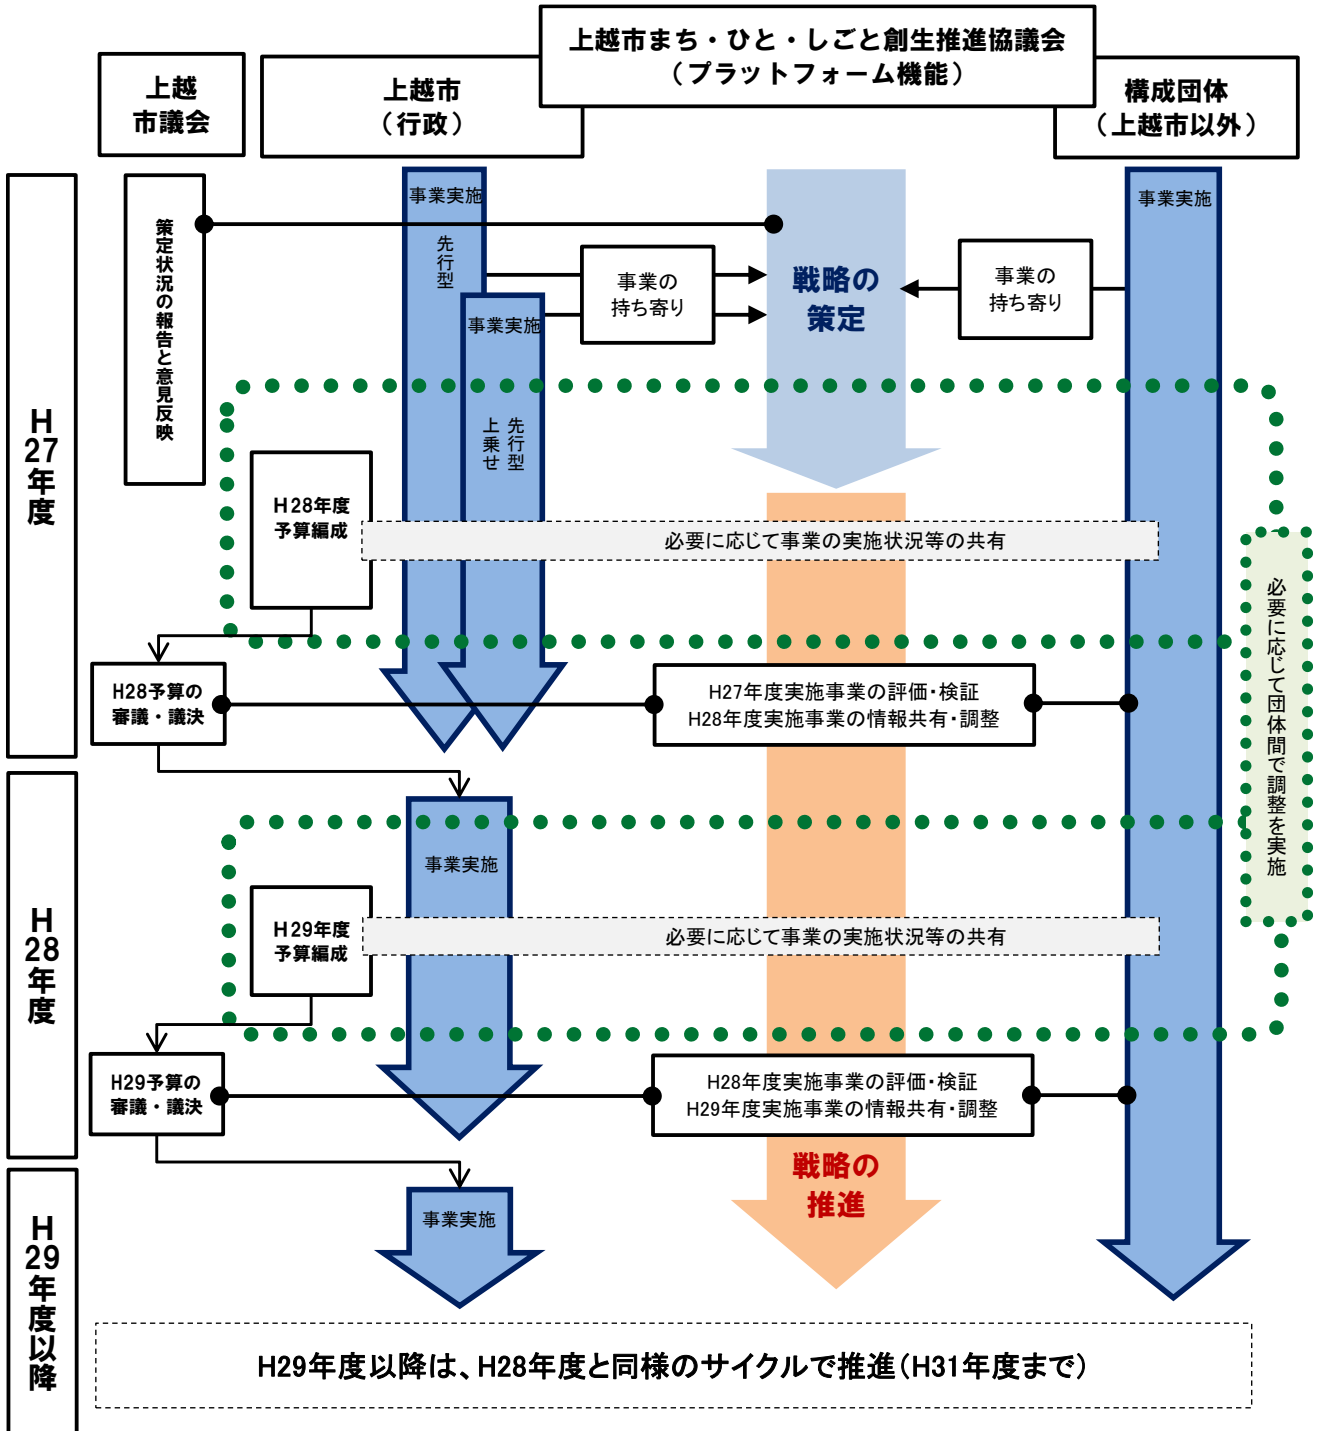 上越市まち・ひと・しごと創生推進協議会
（プラットフォーム機能）
上越
市議会
上越市
（行政）
構成団体
（上越市以外）
H27年度
策定状況の報告と意見反映
事業実施
先行型
事業実施
先行型
上乗せ
事業の
持ち寄り
戦略の
策定
事業の
持ち寄り
事業実施
H28年度
予算編成
必要に応じて事業の実施状況等の共有
必要に応じて団体間で調整を実施
H28予算の
審議・議決
H27年度実施事業の評価・検証
H28年度実施事業の情報共有・調整
H28年度
事業実施
H29年度
予算編成
必要に応じて事業の実施状況等の共有
H29予算の
審議・議決
H28年度実施事業の評価・検証
H29年度実施事業の情報共有・調整
戦略の
推進
H29年度以降
事業実施
H29年度以降は、H28年度と同様のサイクルで推進（H31年度まで）